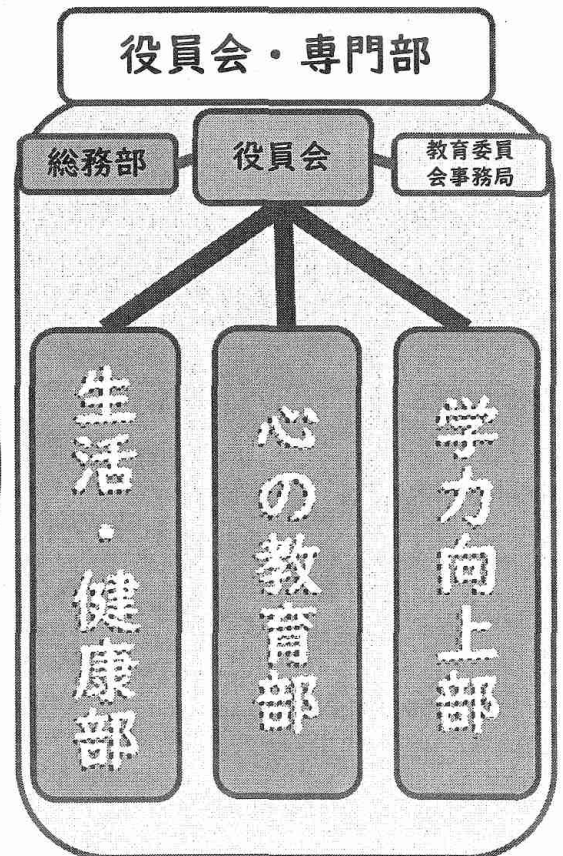 役員会・専門部
総務部
役員会
教育委員
会事務局
生活・健康部
心の教育部
学力向上部